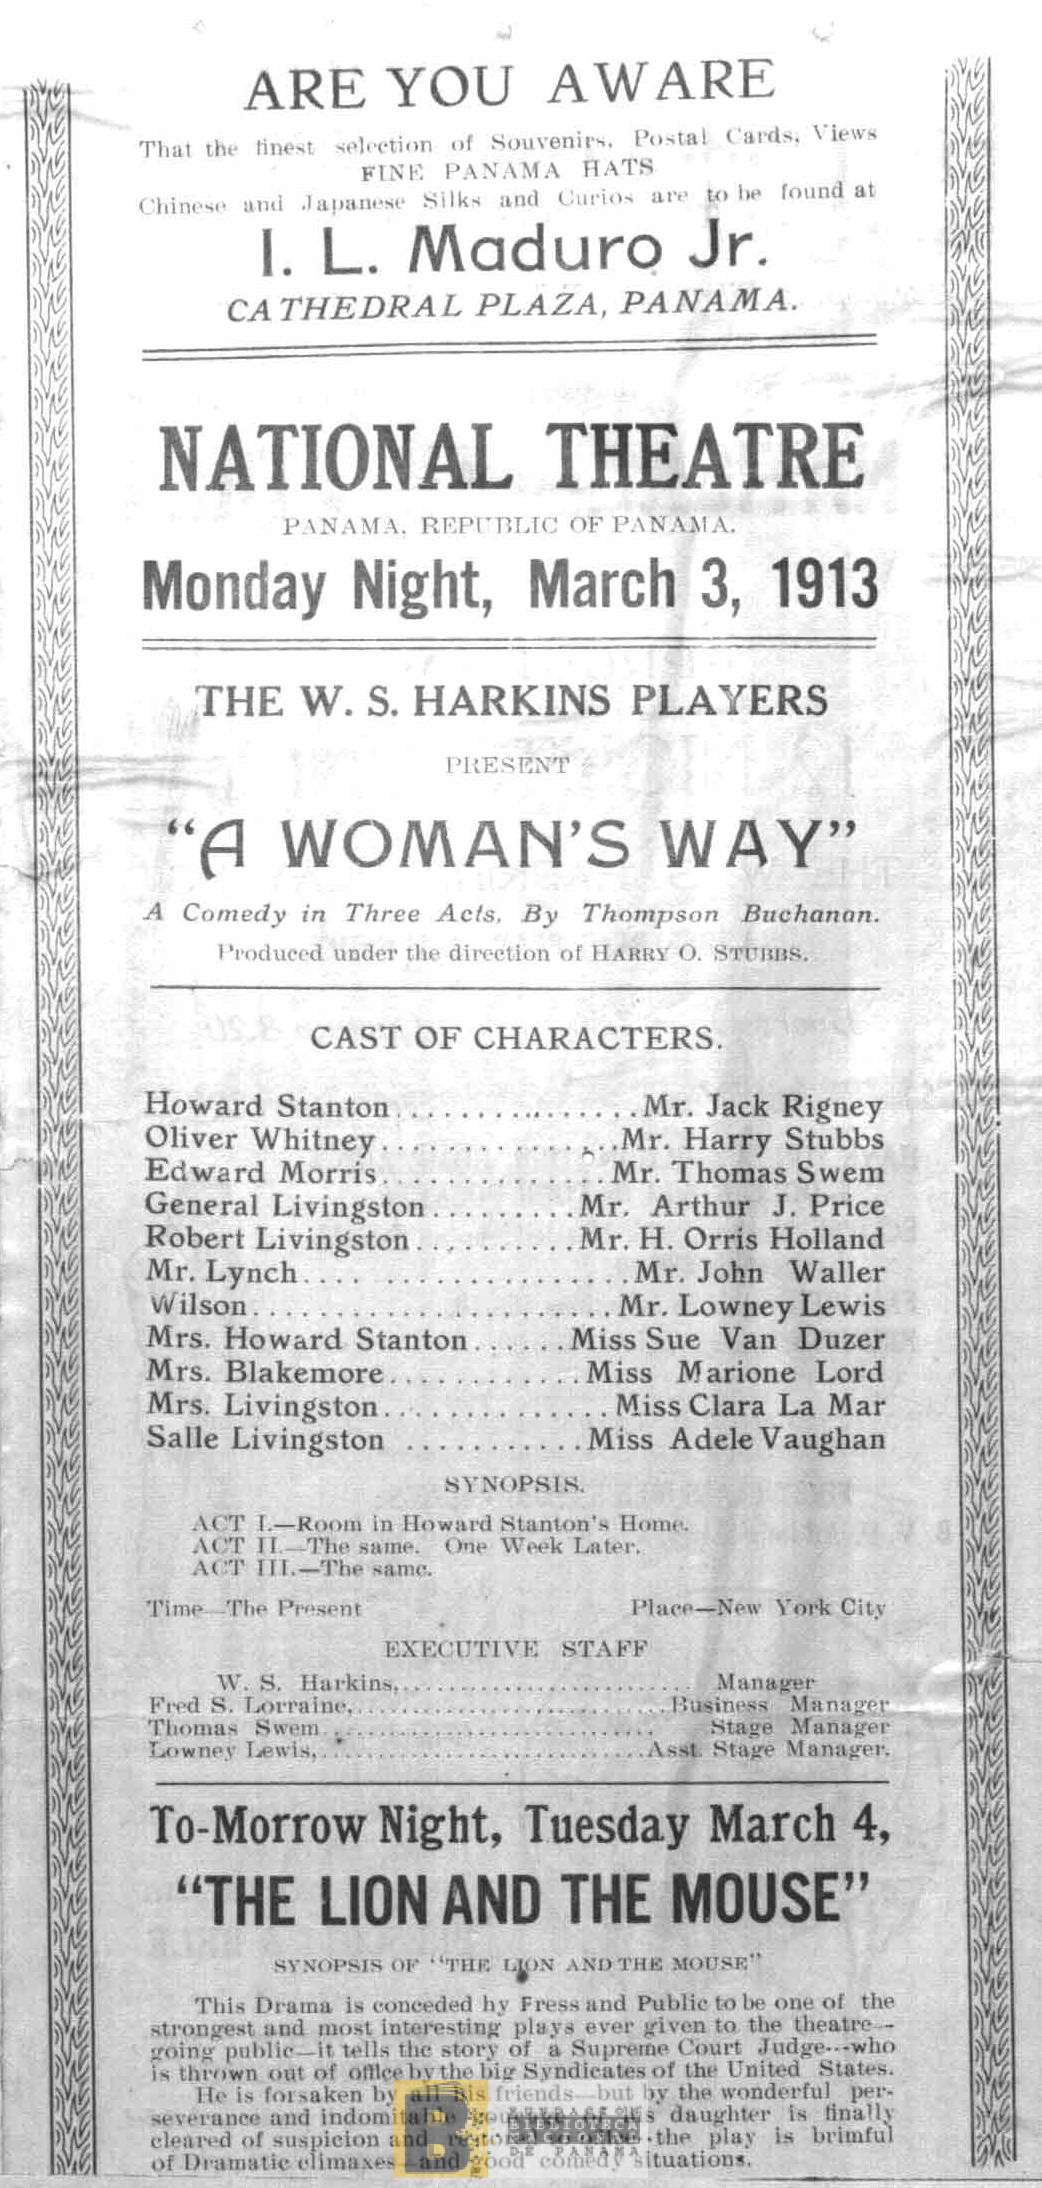 ARE YOU AWARE
That the finest selection of Souvenirs, Postal Cards, Views
FINE PANAMA HATS
Chinese and Japanese Silks and Curios are to be found at
I. L. Maduro Jr.
CATHEDRAL PLAZA, PANAMA.
NATIONAL THEATRE
PANAMA, REPUBLIC OF PANAMA.
Monday Night, March 3, 1913
THE W. S. HARKINS PLAYERS
PRESENT
“A WOMAN’S WAY”
A Comedy in Three Acts, By Thompson Buchanan.
Produced under the direction of HARRY O. STUBBS.
CAST OF CHARACTERS.
Howard Stanton..................Mr. Jack Rigney
Oliver Whitney................Mr. Harry Stubbs
Edward Morris..............Mr. Thomas Swem
General Livingston.........Mr. Arthur J. Price
Robert Livingston..........Mr. H. Orris Holland
Mr. Lynch.... ................Mr. John Waller
Wilson.......................Mr. Lowney Lewis
Mrs. Howard Stanton......Miss Sue Van Duzer
Mrs. Blakemore............Miss Marione Lord
Mrs. Livingston..............Miss Clara La Mar
Salle Livingston ...........Miss Adele Vaughan
SYNOPSIS.
ACT I.—Room in Howard Stanton's Home.
ACT II.—The same. One Week Later.
ACT III.—The same.
Time—The Present Place—New York City
EXECUTIVE STAFF
W. S. Harkins,............................ Manager
Fred S. Lorraine,............................Business Manager
Thomas Swem.............................. Stage Manager
Lowney Lewis,..............................Asst. Stage Manager.
To-Morrow Night, Tuesday March 4,
“THE LION AND THE MOUSE”
SYNOPSIS OF “THE LION AND THE MOUSE”
This Drama is conceded by Fress and Public to be one of the
strongest and most interesting plays ever given to the theatre—
going public—it tells the story of a Supreme Court Judge---who
is thrown out of office by the big Syndicates of the United States.
He is forsaken by all his friends—but by the wonderful per-
severance and indomitable daughter is finally
cleared of suspicion and the play is brimful
of Dramatic climaxes—and good comedy situations.
B
BIBLIOTECA
DE PANAMA